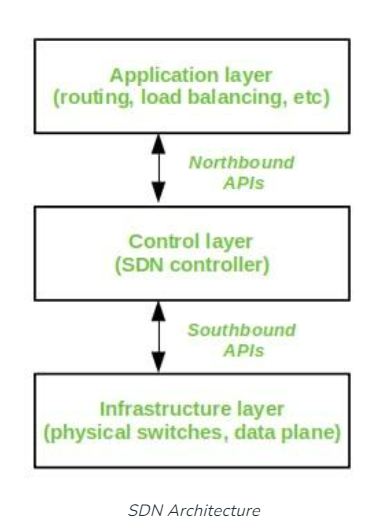 Application layer
(routing, load balancing, etc)
Northbound
APIs
Control layer
(SDN controller)
Southbound
APIs
Infrastructure layer
(physical switches, data plane)
SDN Architecture